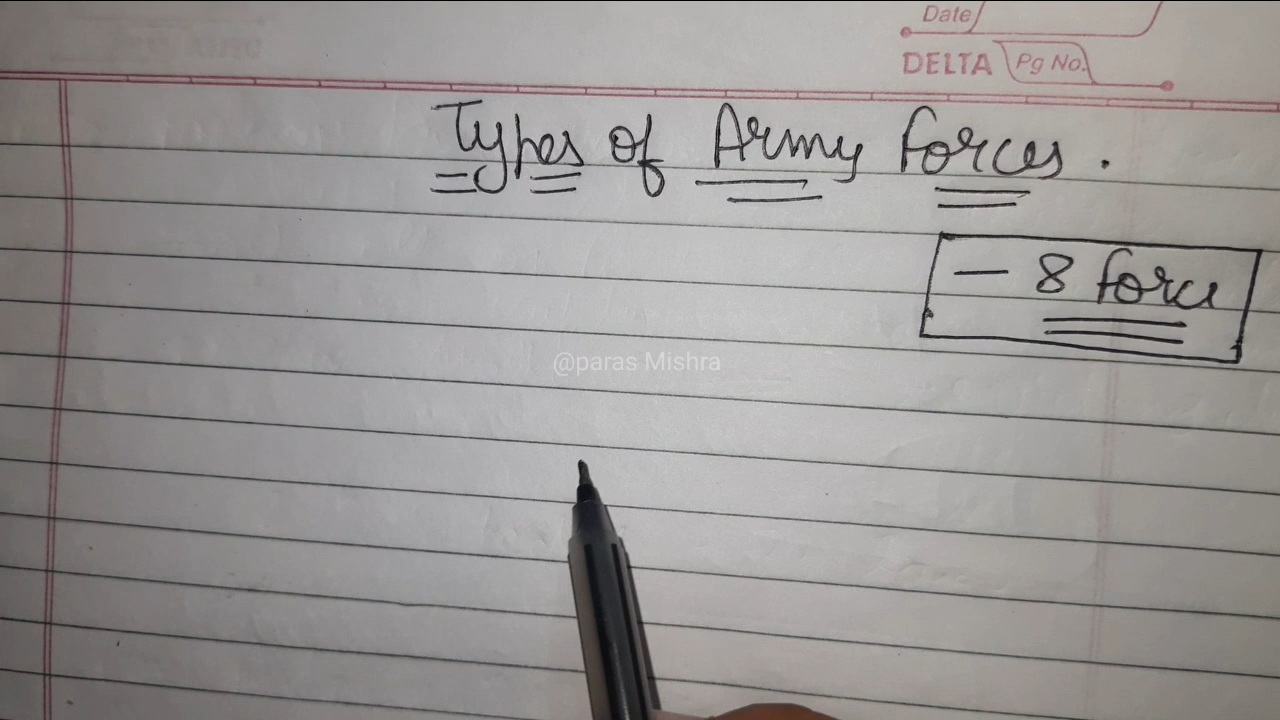 Date
DELTA Pg No.
Types of Army forces.
— 8 force
@paras Mishra